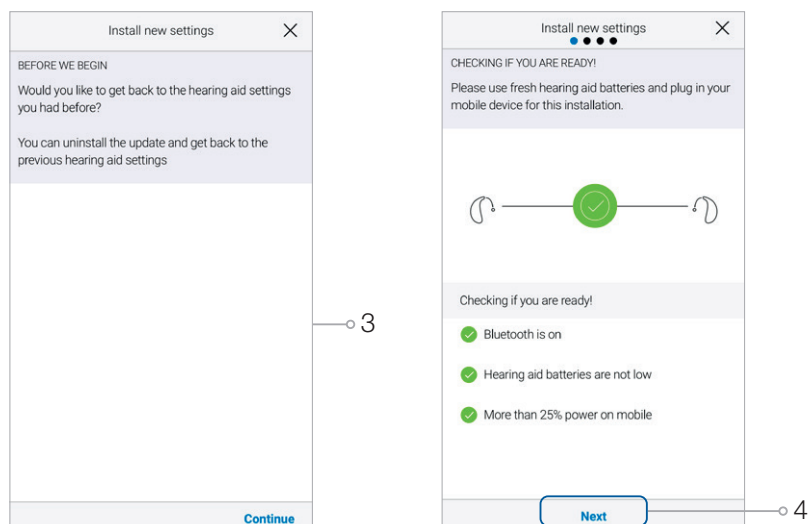 Install new settings
BEFORE WE BEGIN
Would you like to get back to the hearing aid settings
you had before?
You can uninstall the update and get back to the
previous hearing aid settings
Continue
3
Install new settings
CHECKING IF YOU ARE READY!
Please use fresh hearing aid batteries and plug in your
mobile device for this installation.
Checking if you are ready!
Bluetooth is on
Hearing aid batteries are not low
More than 25% power on mobile
Next
4